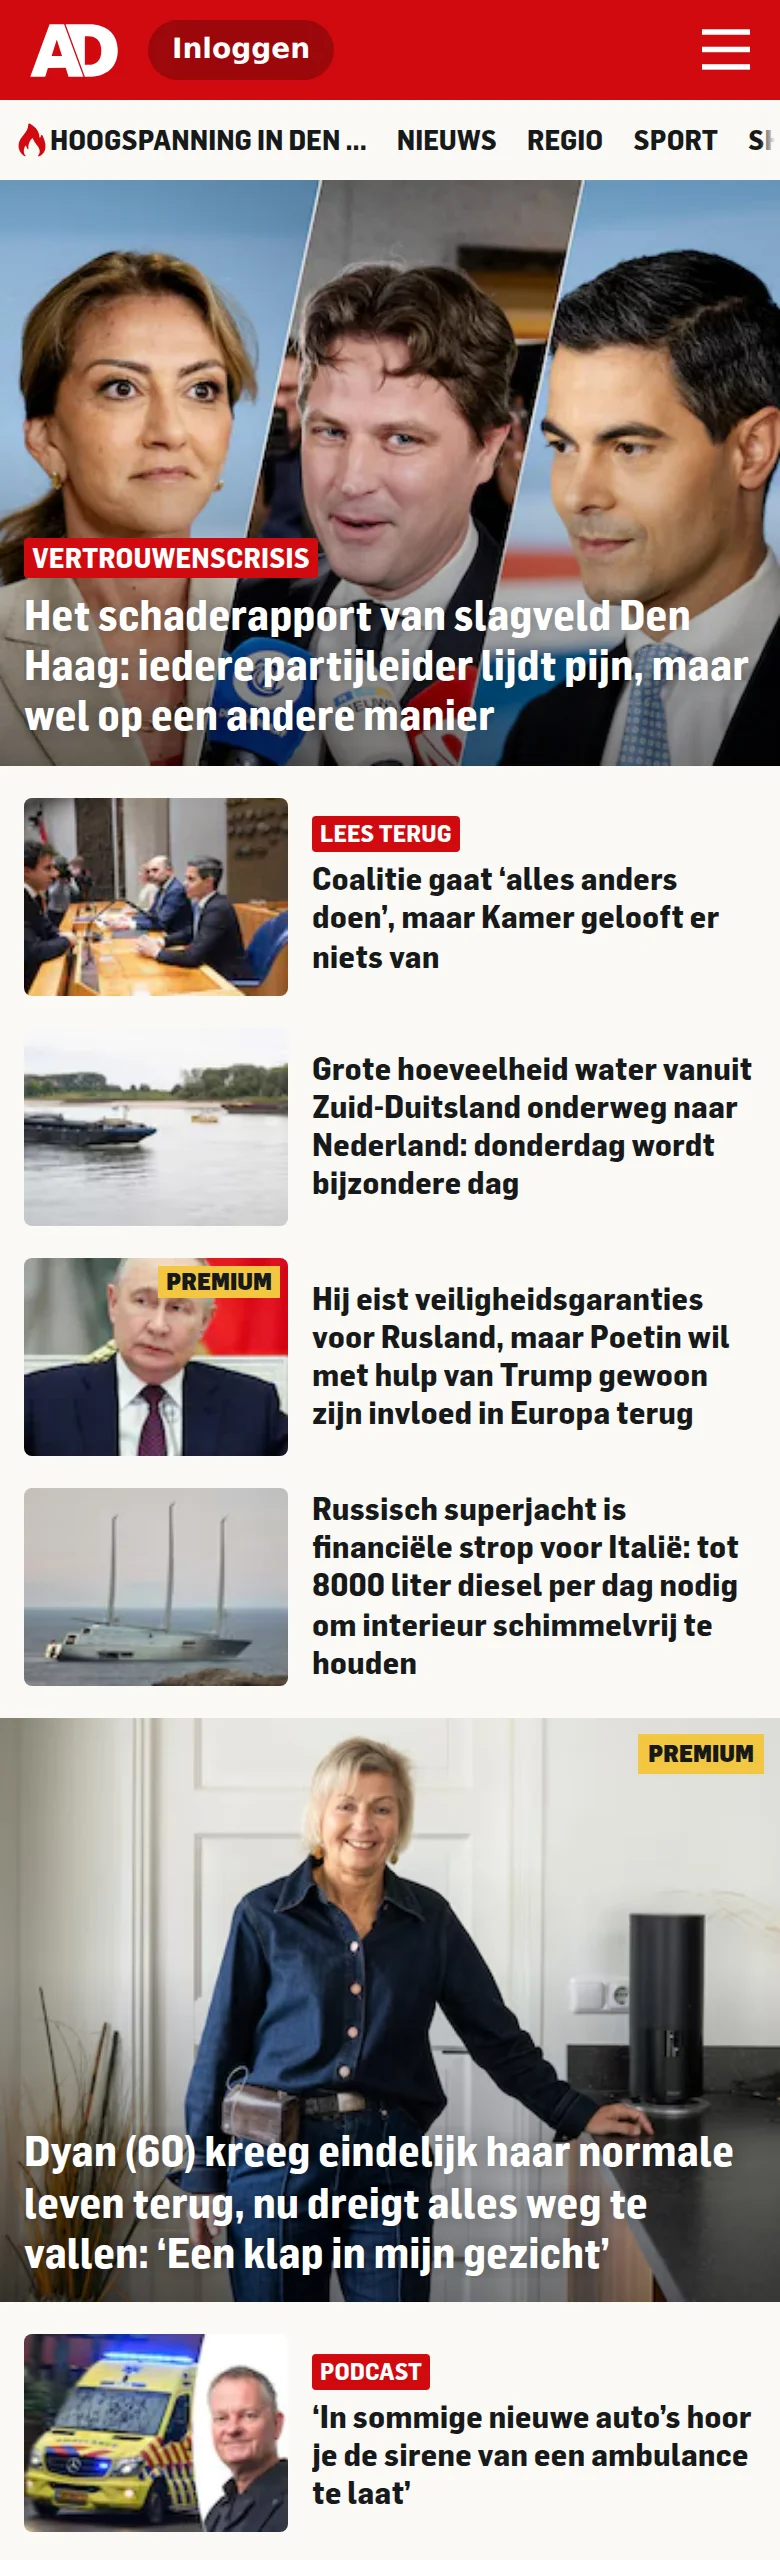 AD
Inloggen
HOOGSPANNING IN DEN ... NIEUWS REGIO SPORT
VERTROUWENSCRISIS
Het schaderapport van slagveld Den
Haag: iedere partijleider lijdt pijn, maar
wel op een andere manier
LEES TERUG
Coalitie gaat ‘alles anders
doen’, maar Kamer gelooft er
niets van
Grote hoeveelheid water vanuit
Zuid-Duitsland onderweg naar
Nederland: donderdag wordt
bijzondere dag
PREMIUM
Hij eist veiligheidsgaranties
voor Rusland, maar Poetin wil
met hulp van Trump gewoon
zijn invloed in Europa terug
Russisch superjacht is
financiële strop voor Italië: tot
8000 liter diesel per dag nodig
om interieur schimmelvrij te
houden
PREMIUM
Dyan (60) kreeg eindelijk haar normale
leven terug, nu dreigt alles weg te
vallen: ‘Een klap in mijn gezicht’
PODCAST
‘In sommige nieuwe auto’s hoor
je de sirene van een ambulance
te laat’